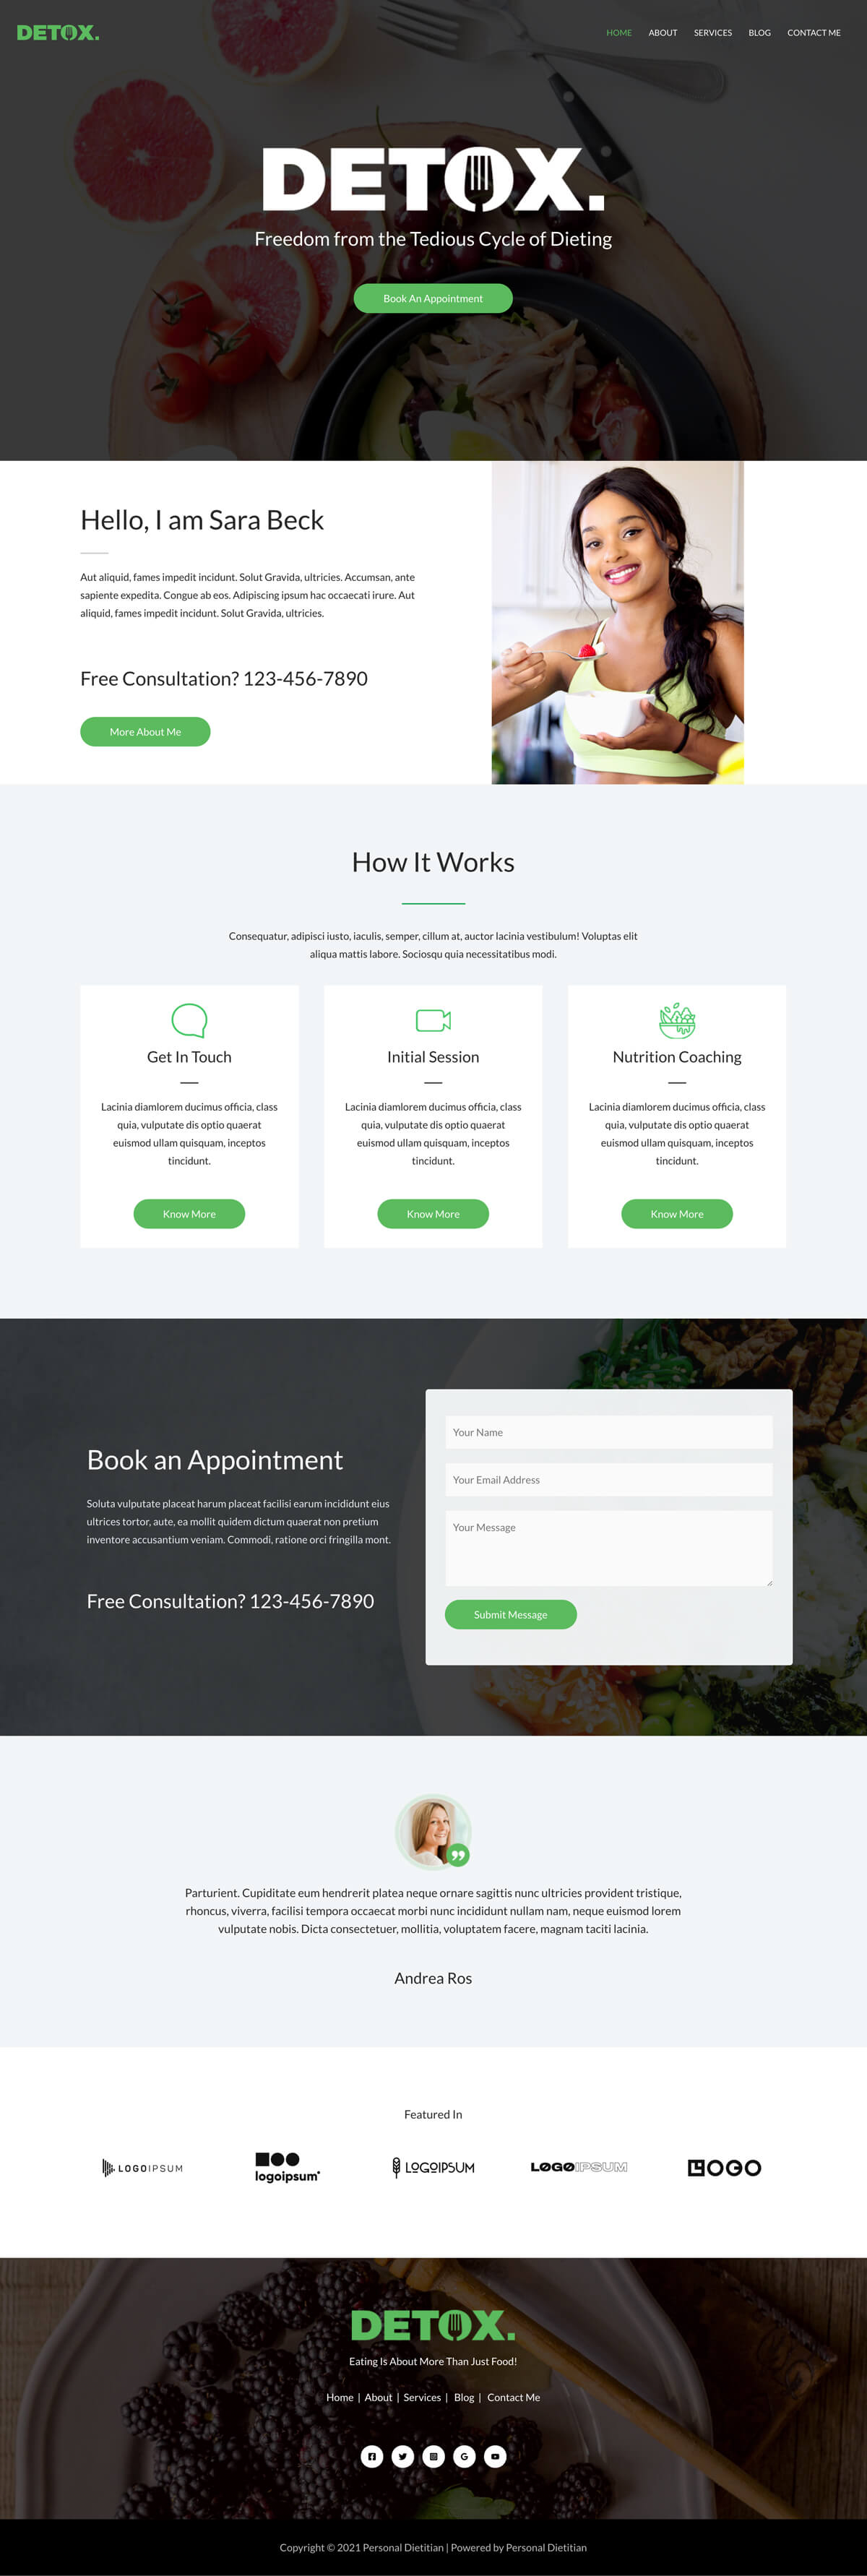 DETOX.
HOME ABOUT SERVICES BLOG CONTACT ME
DETOX.
Freedom from the Tedious Cycle of Dieting
Book An Appointment
Hello, I am Sara Beck
Aut aliquid, fames impedit incidunt. Solut Gravida, ultricies. Accumsan, ante
sapiente expedita. Congue ab eos. Adipiscing ipsum hac occaecati irure. Aut
aliquid, fames impedit incidunt. Solut Gravida, ultricies.
Free Consultation? 123-456-7890
More About Me
How It Works
Consequatur, adipisci iusto, iaculis, semper, cillum at, auctor lacinia vestibulum! Voluptas elit
aliqua mattis labore. Sociosqu quia necessitatibus modi.
Get In Touch
Lacinia diamlorem ducimus officia, class
quia, vulputate dis optio quaerat
euismod ullam quisquam, inceptos
tincidunt.
Know More
Initial Session
Lacinia diamlorem ducimus officia, class
quia, vulputate dis optio quaerat
euismod ullam quisquam, inceptos
tincidunt.
Know More
Nutrition Coaching
Lacinia diamlorem ducimus officia, class
quia, vulputate dis optio quaerat
euismod ullam quisquam, inceptos
tincidunt.
Know More
Book an Appointment
Soluta vulputate placeat harum placeat facilisi earum incididunt eius
ultrices tortor, aute, ea mollit quidem dictum quaerat non pretium
inventore accusantium veniam. Commodi, ratione orci fringilla mont.
Free Consultation? 123-456-7890
Your Name
Your Email Address
Your Message
Submit Message
Parturient. Cupiditate eum hendrerit platea neque ornare sagittis nunc ultricies provident tristique,
rhoncus, viverra, facilisi tempora occaecat morbi nunc incididunt nullam nam, neque euismod lorem
vulputate nobis. Dicta consectetuer, mollitia, voluptatem facere, magnam taciti lacinia.
Andrea Ros
Featured In
LOGOIPSUM
logoipsum
LOGOIPSUM
LOGOIPSUM
LOGO
DETOX.
Eating Is About More Than Just Food!
Home | About | Services | Blog | Contact Me
Copyright © 2021 Personal Dietitian | Powered by Personal Dietitian